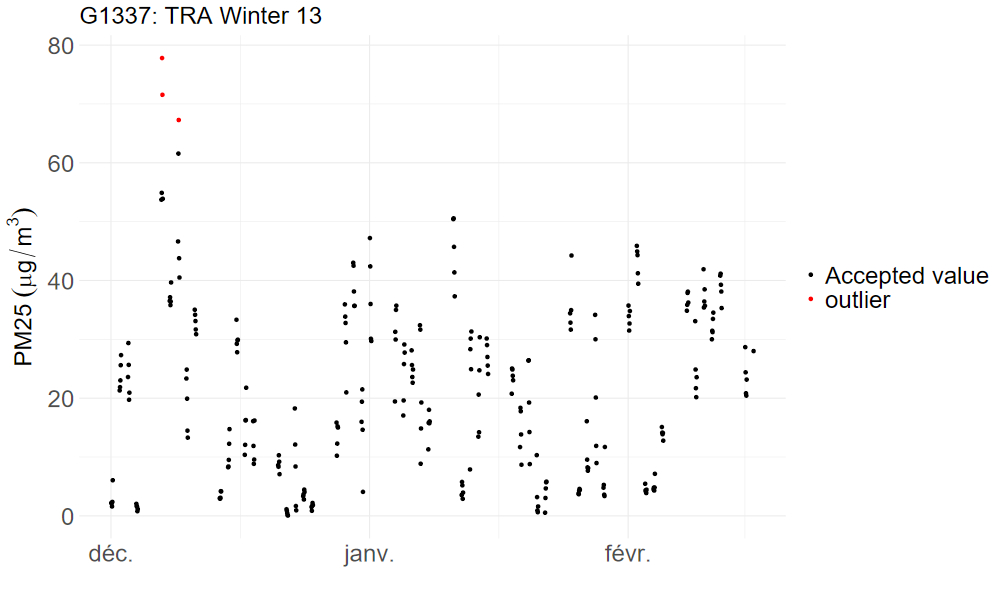 G1337: TRA Winter 13
80
60
40
20
0
PM25 (μg/m³)
déc.
janv.
févr.
Accepted value
outlier